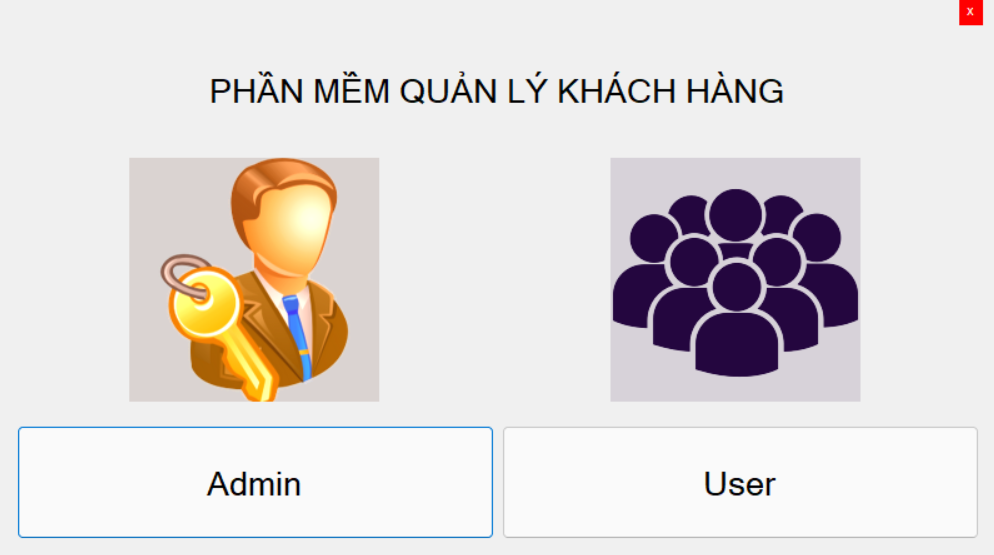 x
PHẦN MỀM QUẢN LÝ KHÁCH HÀNG
Admin
User